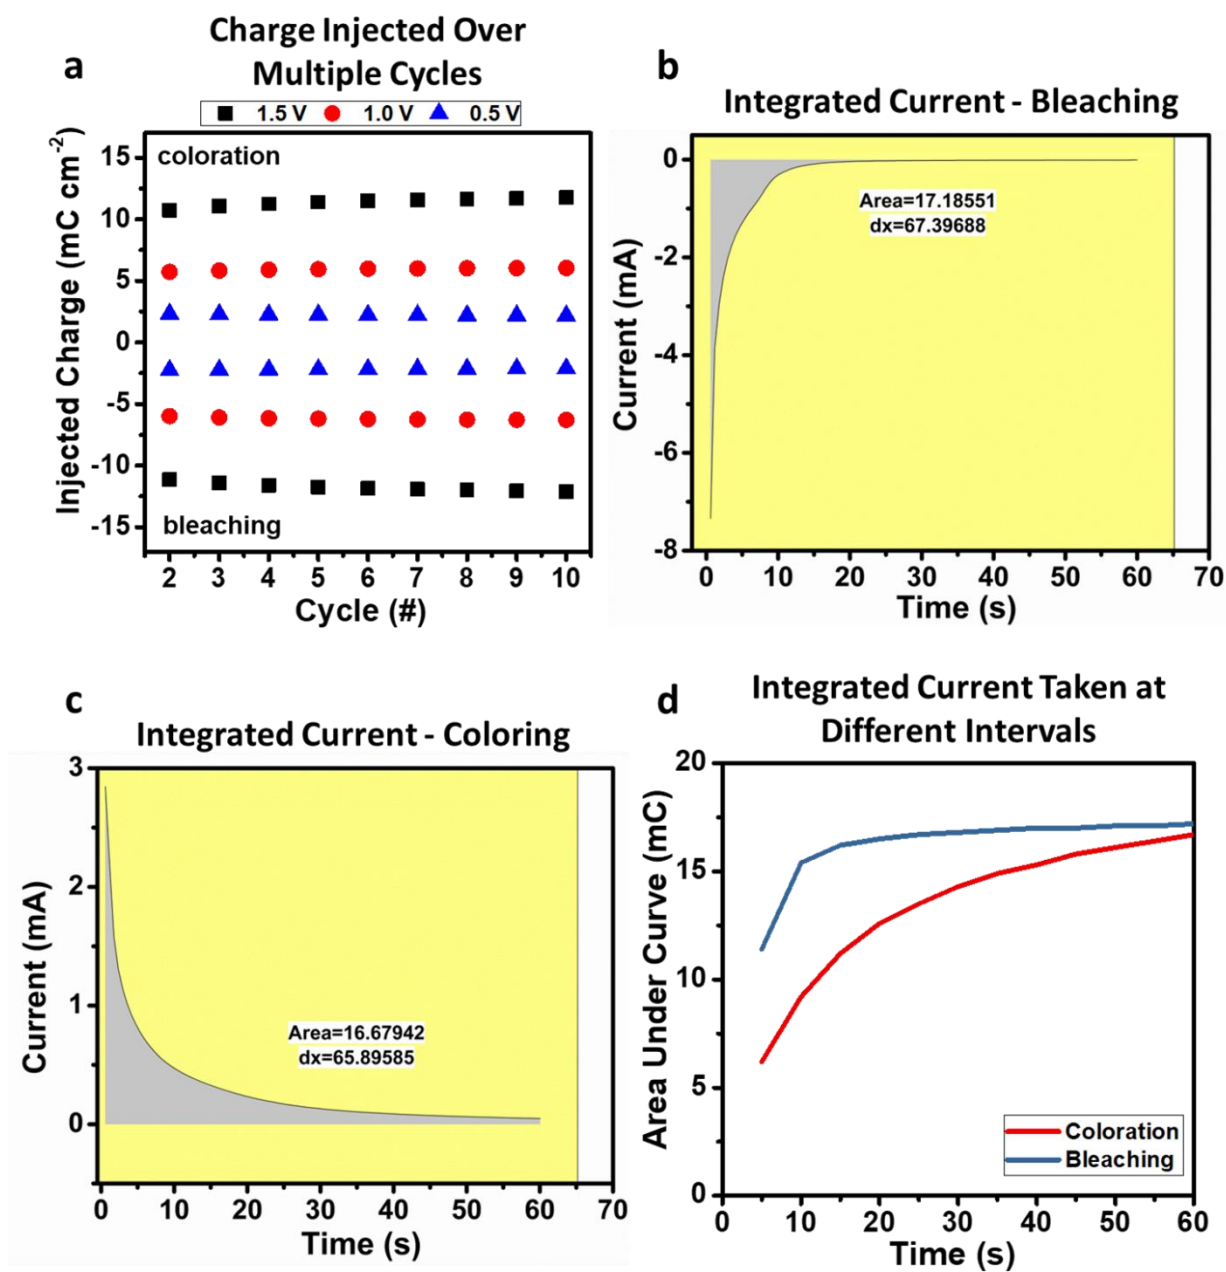 a
Charge Injected Over
Multiple Cycles
1.5 V 1.0 V 0.5 V
coloration
bleaching
15
10
5
0
-5
-10
-15
Injected Charge (mC cm-2)
2 3 4 5 6 7 8 9 10
Cycle (#)
b
Integrated Current - Bleaching
0
-2
-4
-6
-8
Current (mA)
Area=17.18551
dx=67.39688
0 10 20 30 40 50 60 70
Time (s)
c
Integrated Current - Coloring
3
2
1
0
Current (mA)
Area=16.67942
dx=65.89585
0 10 20 30 40 50 60 70
Time (s)
d
Integrated Current Taken at
Different Intervals
20
15
10
5
0
Area Under Curve (mC)
Coloration
Bleaching
0 10 20 30 40 50 60
Time (s)